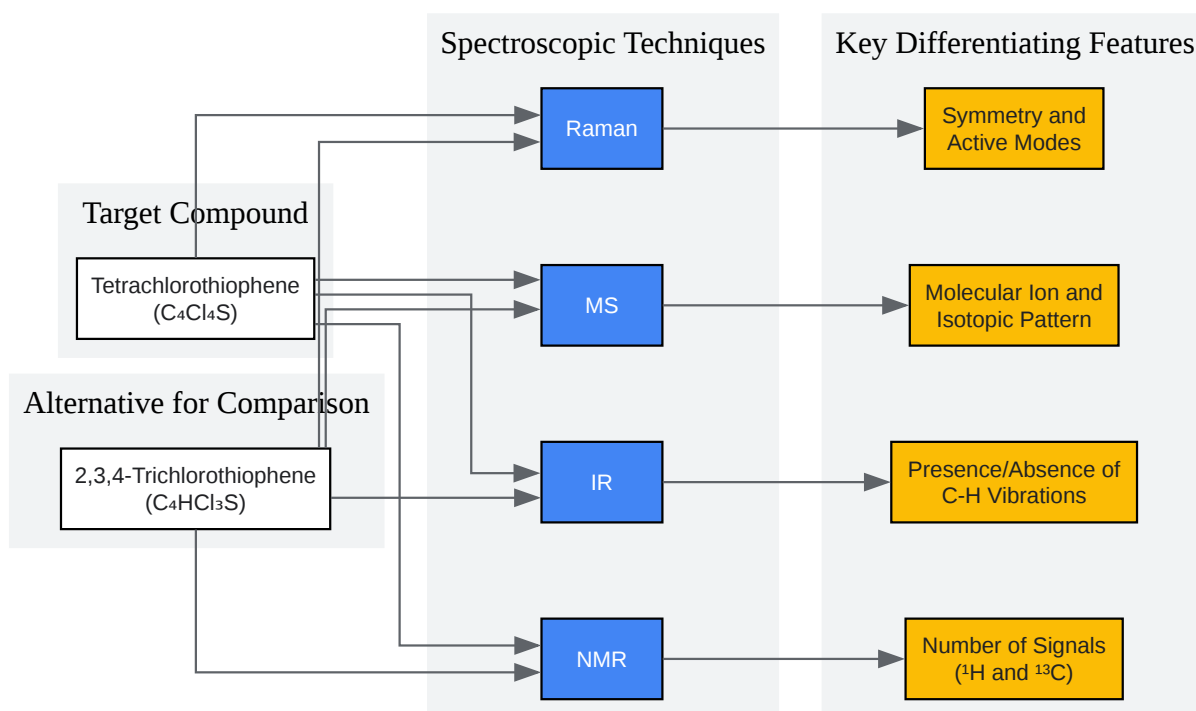 Spectroscopic Techniques
Key Differentiating Features
Raman
Symmetry and
Active Modes
Target Compound
Tetrachlorothiophene
(C₄Cl₄S)
MS
Molecular Ion and
Isotopic Pattern
Alternative for Comparison
2,3,4-Trichlorothiophene
(C₄HCl₃S)
IR
Presence/Absence of
C-H Vibrations
NMR
Number of Signals
(¹H and ¹³C)